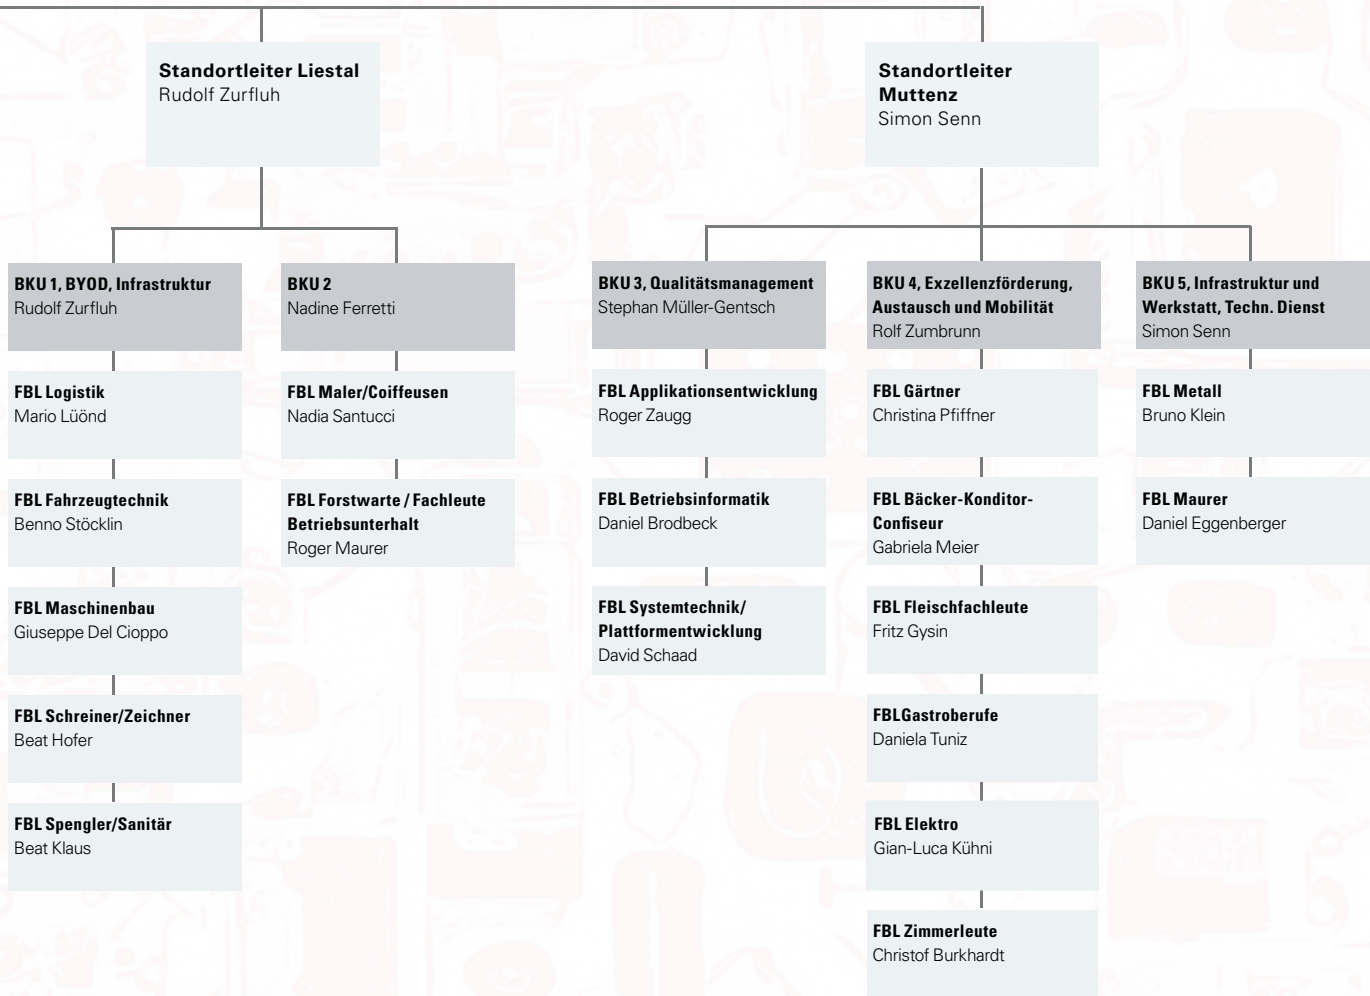 Standortleiter Liestal
Rudolf Zurfluh
Standortleiter
Muttenz
Simon Senn
BKU 1, BYOD, Infrastruktur
Rudolf Zurfluh
FBL Logistik
Mario Lüönd
FBL Fahrzeugtechnik
Benno Stöcklin
FBL Maschinenbau
Giuseppe Del Cioppo
FBL Schreiner/Zeichner
Beat Hofer
FBL Spengler/Sanitär
Beat Klaus
BKU 2
Nadine Ferretti
FBL Maler/Coiffeusen
Nadia Santucci
FBL Forstwarte / Fachleute
Betriebsunterhalt
Roger Maurer
BKU 3, Qualitätsmanagement
Stephan Müller-Gentsch
FBL Applikationsentwicklung
Roger Zaugg
FBL Betriebsinformatik
Daniel Brodbeck
FBL Systemtechnik/
Plattformentwicklung
David Schaad
BKU 4, Exzellenzförderung,
Austausch und Mobilität
Rolf Zumbrunn
FBL Gärtner
Christina Pfiffner
FBL Bäcker-Konditor-
Confiseur
Gabriela Meier
FBL Fleischfachleute
Fritz Gysin
FBLGastroberufe
Daniela Tuniz
FBL Elektro
Gian-Luca Kühni
FBL Zimmerleute
Christof Burkhardt
BKU 5, Infrastruktur und
Werkstatt, Techn. Dienst
Simon Senn
FBL Metall
Bruno Klein
FBL Maurer
Daniel Eggenberger